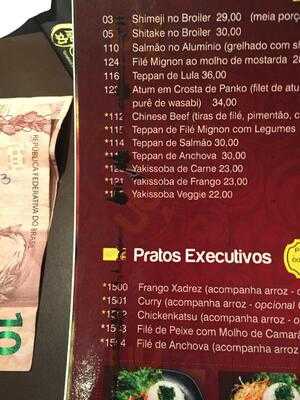 03 Shimeji no Broiler 29,00 (meia porç
05 Shitake no Broiler 30,00
110 Salmão no Alumínio (grelhado com s
124 Filé Mignon ao molho de mostarda 28
Teppan de Lula 36,00
Atum em Crosta de Panko (filet de atu
purê de wasabi) 34,00
*112 Chinese Beef (tiras de filé, pimentão, c
Teppan de Filé Mignon com Legumes
*114 Teppan de Salmão 30,00
Teppan de Anchova 30,00
Yakissoba de Carne 23,00
Yakissoba de Frango 23,00
Yakissoba Veggie 22,00
Pratos Executivos
*1500 Frango Xadrez (acompanha arroz - o
*1501 Curry (acompanha arroz - opcional
Chickenkatsu (acompanha arroz - o
Filé de Peixe com Molho de Camarã
Filé de Anchova (acompanha arroz -
REPÚBLICA FEDERATIVA DO BRASIL
10